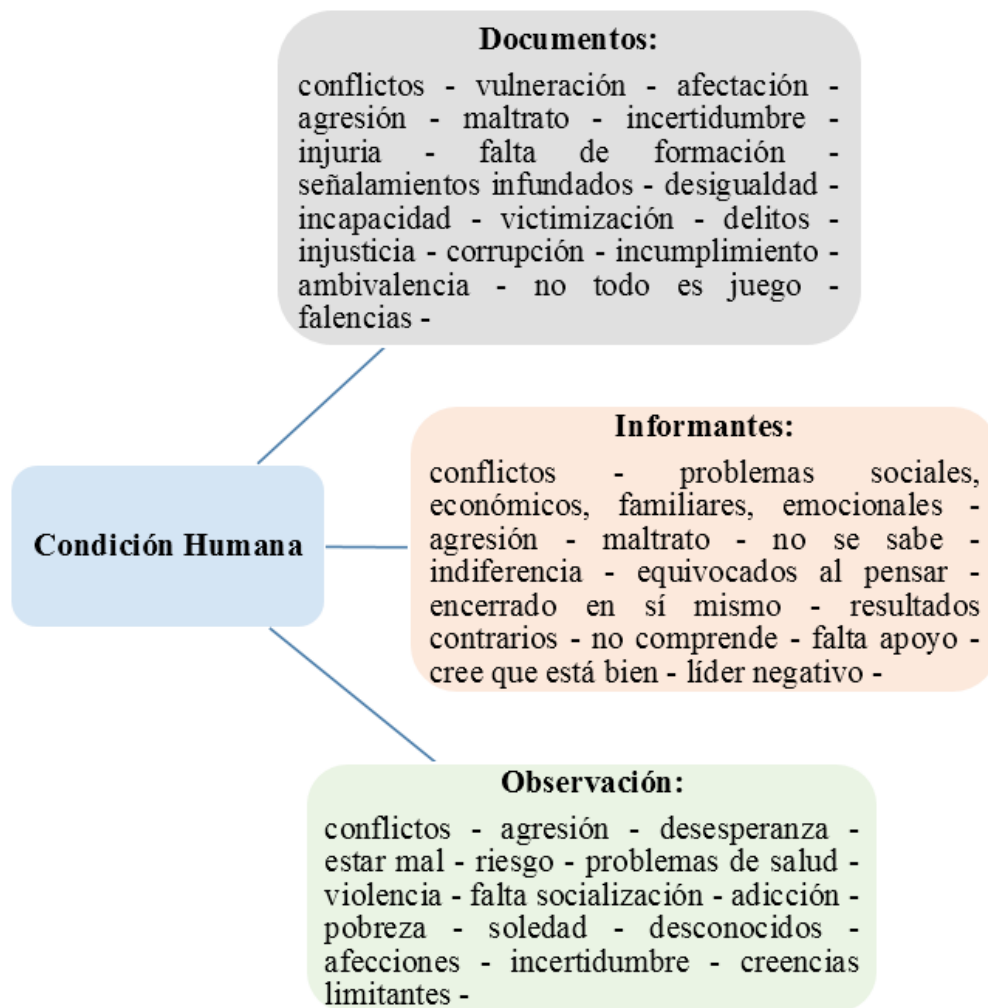 Documentos:
conflictos - vulneración - afectación -
agresión - maltrato - incertidumbre -
injuria - falta de formación -
señalamientos infundados - desigualdad -
incapacidad - victimización - delitos -
injusticia - corrupción - incumplimiento -
ambivalencia - no todo es juego -
falencias -
Condición Humana
Informantes:
conflictos - problemas sociales,
económicos, familiares, emocionales -
agresión - maltrato - no se sabe -
indiferencia - equivocados al pensar -
encerrado en sí mismo - resultados
contrarios - no comprende - falta apoyo -
cree que está bien - líder negativo -
Observación:
conflictos - agresión - desesperanza -
estar mal - riesgo - problemas de salud -
violencia - falta socialización - adicción -
pobreza - soledad - desconocidos -
afecciones - incertidumbre - creencias
limitantes -